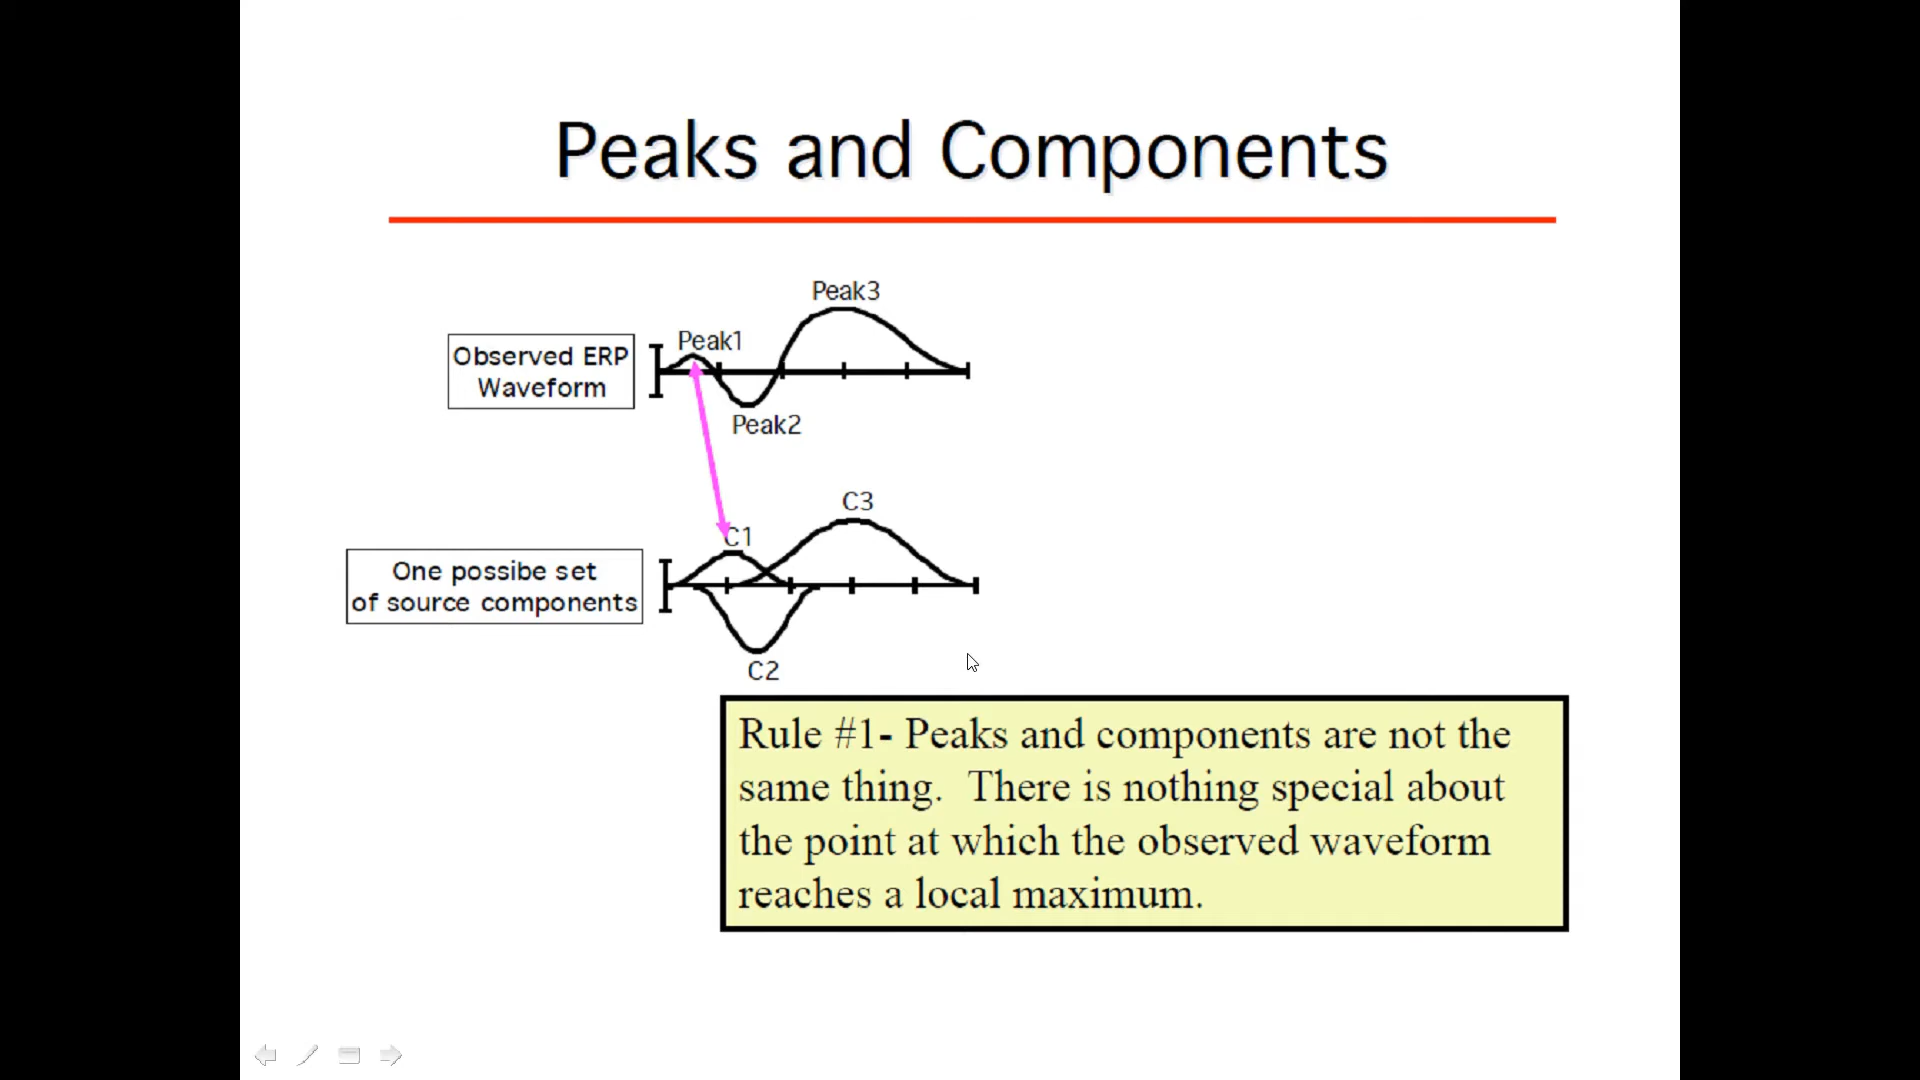 Peaks and Components
Peak3
Peak1
Observed ERP
Waveform
Peak2
C3
C1
One possibe set
of source components
C2
Rule #1- Peaks and components are not the
same thing.  There is nothing special about
the point at which the observed waveform
reaches a local maximum.